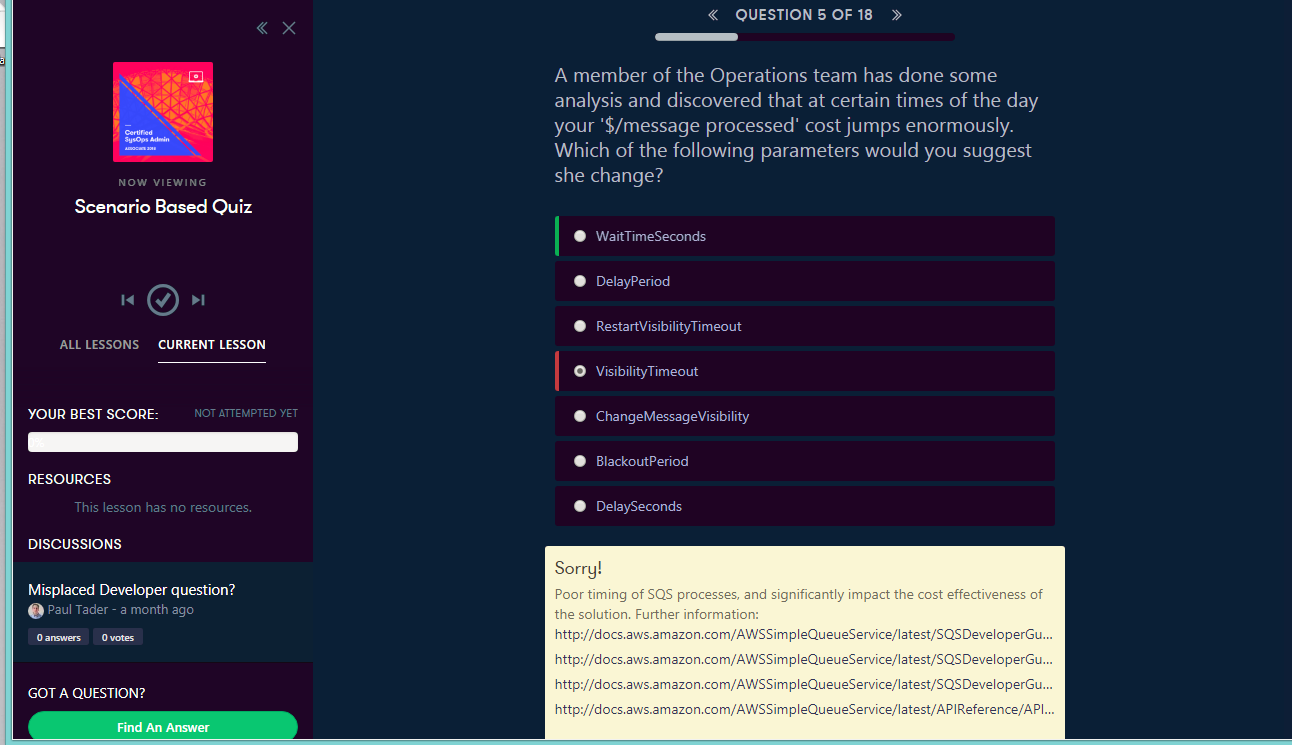 QUESTION 5 OF 18
A member of the Operations team has done some
analysis and discovered that at certain times of the day
your '$/message processed' cost jumps enormously.
Which of the following parameters would you suggest
she change?
WaitTimeSeconds
DelayPeriod
RestartVisibilityTimeout
VisibilityTimeout
ChangeMessageVisibility
BlackoutPeriod
DelaySeconds
Sorry!
Poor timing of SQS processes, and significantly impact the cost effectiveness of
the solution. Further information:
http://docs.aws.amazon.com/AWSSimpleQueueService/latest/SQSDeveloperGu...
http://docs.aws.amazon.com/AWSSimpleQueueService/latest/SQSDeveloperGu...
http://docs.aws.amazon.com/AWSSimpleQueueService/latest/SQSDeveloperGu...
http://docs.aws.amazon.com/AWSSimpleQueueService/latest/APIReference/API...
Certified
SysOps Admin
ASSOCIATE 2018
NOW VIEWING
Scenario Based Quiz
ALL LESSONS CURRENT LESSON
YOUR BEST SCORE: NOT ATTEMPTED YET
RESOURCES
This lesson has no resources.
DISCUSSIONS
Misplaced Developer question?
Paul Tader - a month ago
0 answers 0 votes
GOT A QUESTION?
Find An Answer